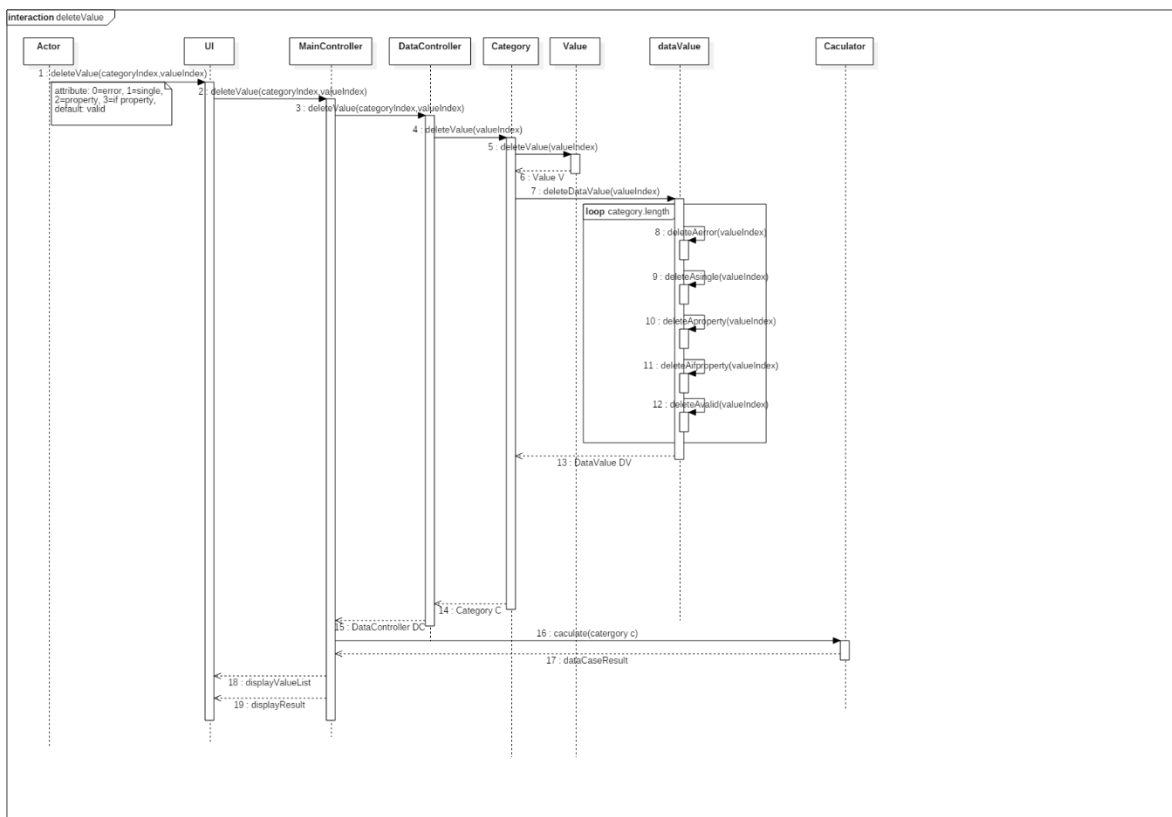 interaction deleteValue
Actor
UI
MainController
DataController
Category
Value
dataValue
Caculator
1 : deleteValue(categoryIndex,valueIndex)
attribute: 0=error, 1=single,
2=property, 3=if property,
default: valid
2 : deleteValue(categoryIndex,valueIndex)
3 : deleteValue(categoryIndex,valueIndex)
4 : deleteValue(valueIndex)
5 : deleteValue(valueIndex)
6 : Value V
7 : deleteDataValue(valueIndex)
loop category.length
8 : deleteAerror(valueIndex)
9 : deleteAsingle(valueIndex)
10 : deleteAproperty(valueIndex)
11 : deleteAifproperty(valueIndex)
12 : deleteAvalid(valueIndex)
13 : DataValue DV
14 : Category C
15 : DataController DC
16 : caculate(catergory c)
17 : dataCaseResult
18 : displayValueList
19 : displayResult